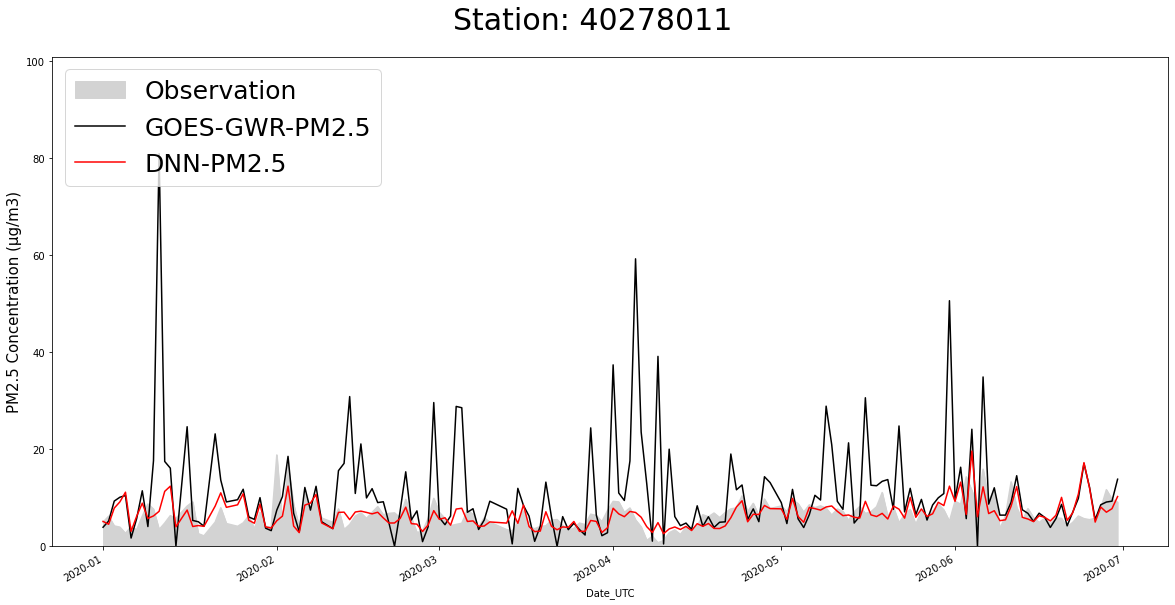 Station: 40278011
Observation
GOES-GWR-PM2.5
DNN-PM2.5
PM2.5 Concentration (μg/m3)
100
80
60
40
20
0
2020-01
2020-02
2020-03
2020-04
2020-05
2020-06
2020-07
Date_UTC